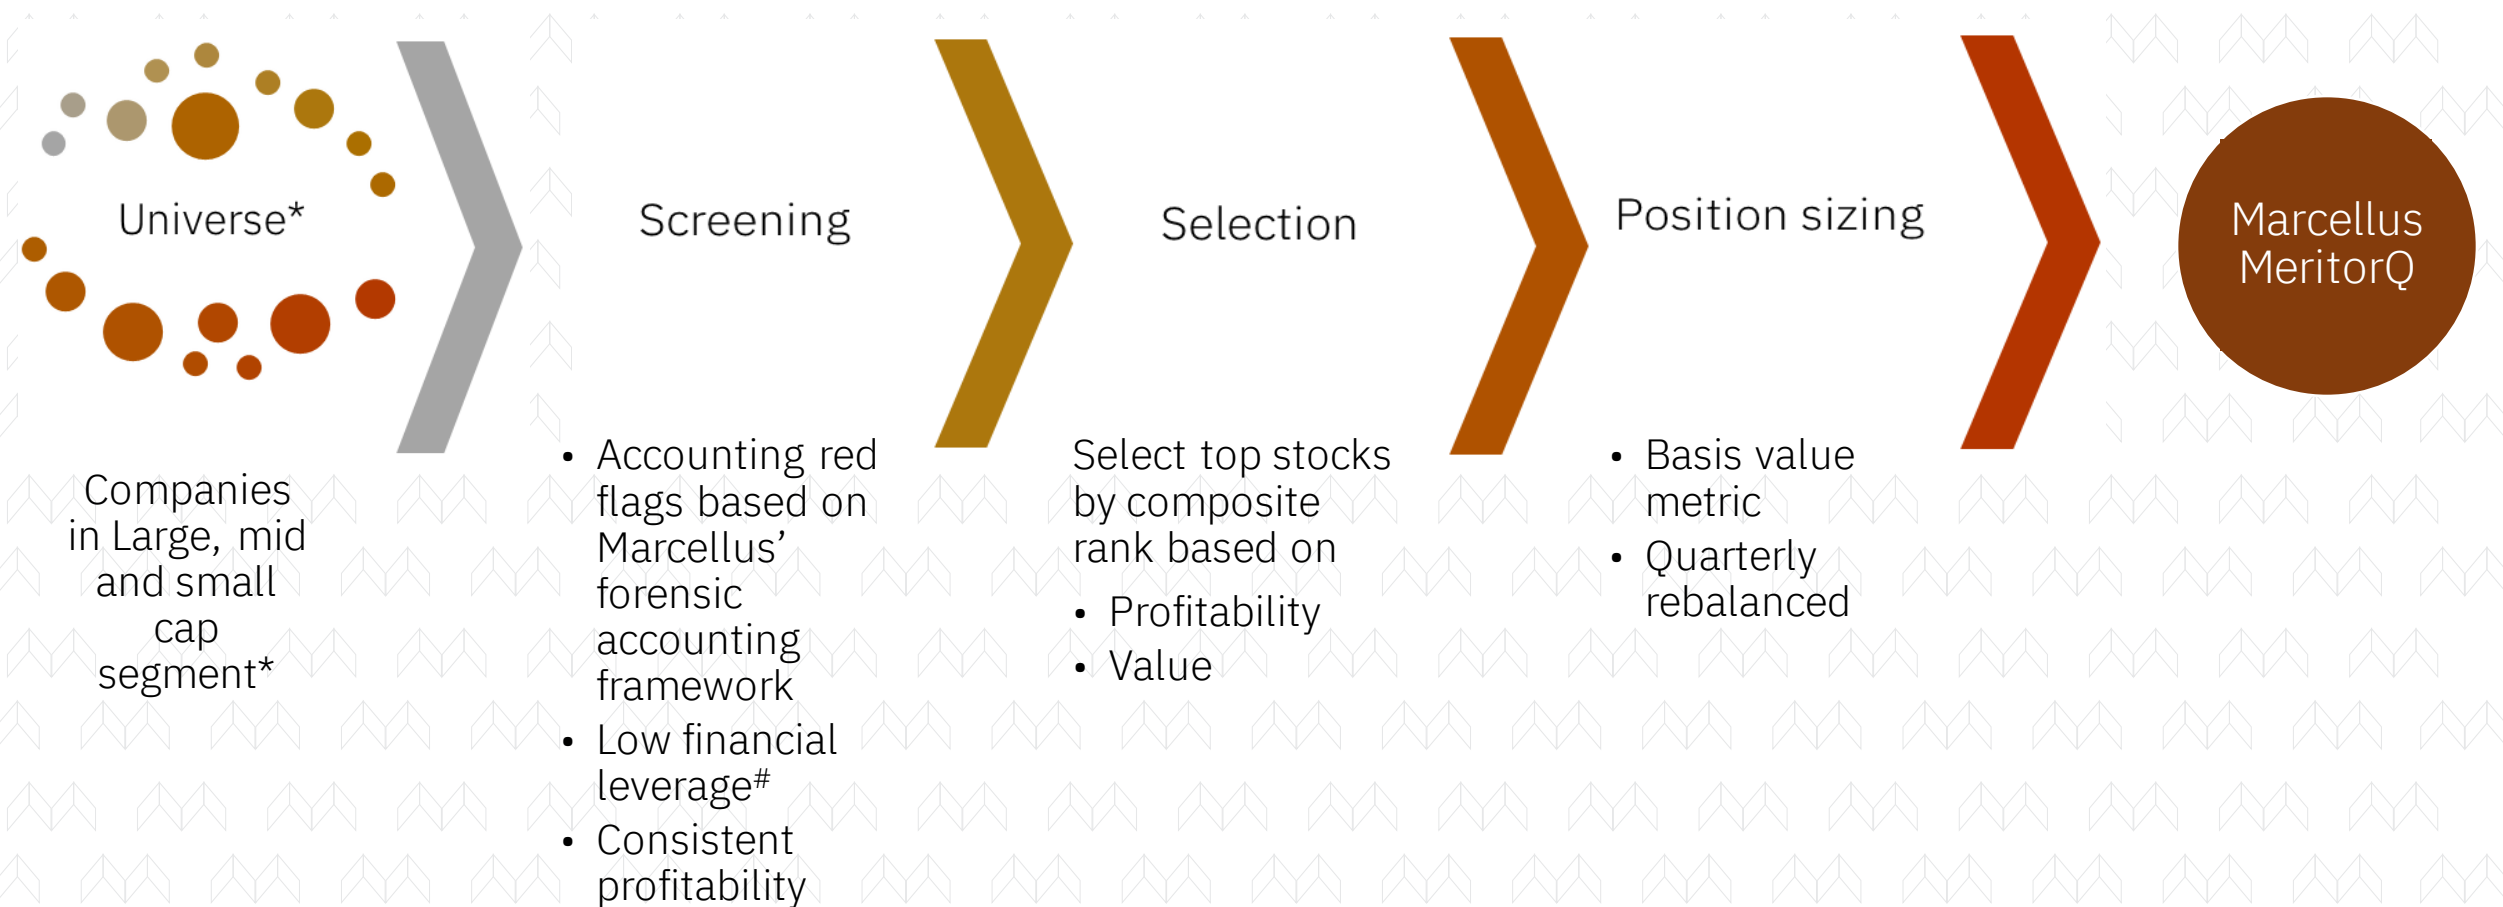 Universe*
Screening
Selection
Position sizing
Marcellus
MeritorQ
Companies
in Large, mid
and small
cap
segment*
• Accounting red
flags based on
Marcellus’
forensic
accounting
framework
• Low financial
leverage#
• Consistent
profitability
Select top stocks
by composite
rank based on
• Profitability
• Value
• Basis value
metric
• Quarterly
rebalanced